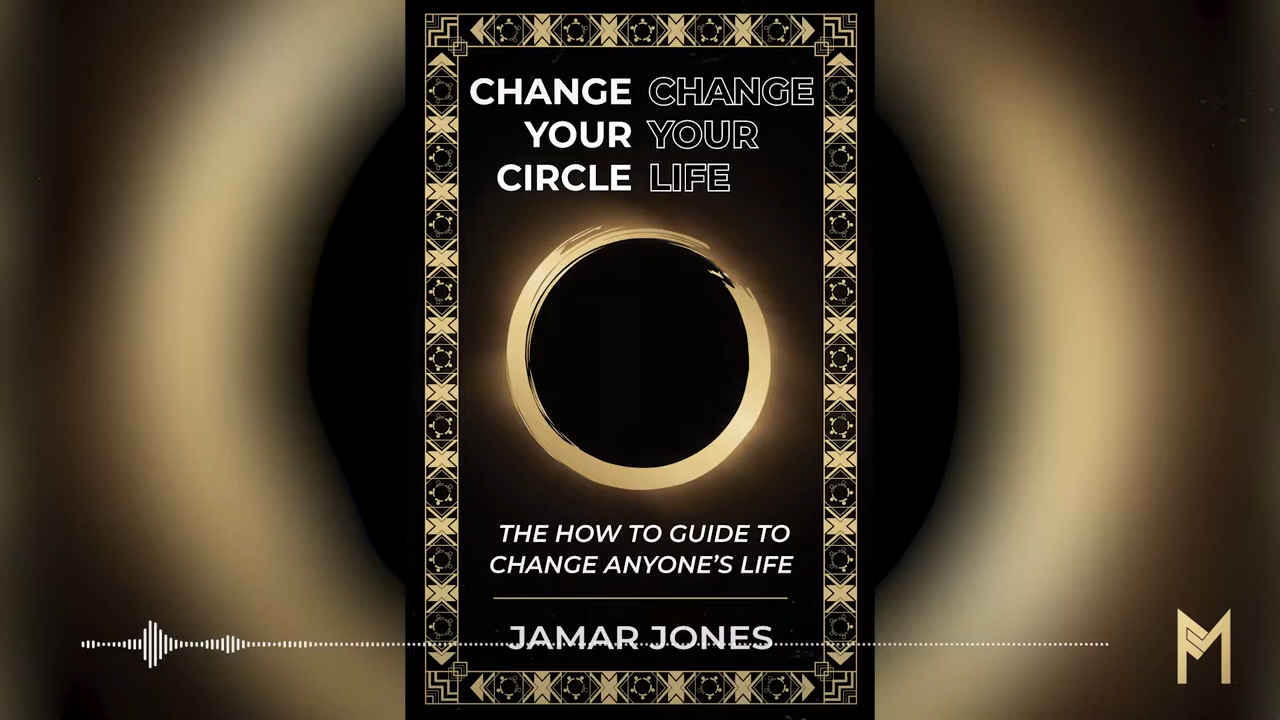 CHANGE CHANGE
YOUR YOUR
CIRCLE LIFE
THE HOW TO GUIDE TO
CHANGE ANYONE'S LIFE
JAMAR JONES
M